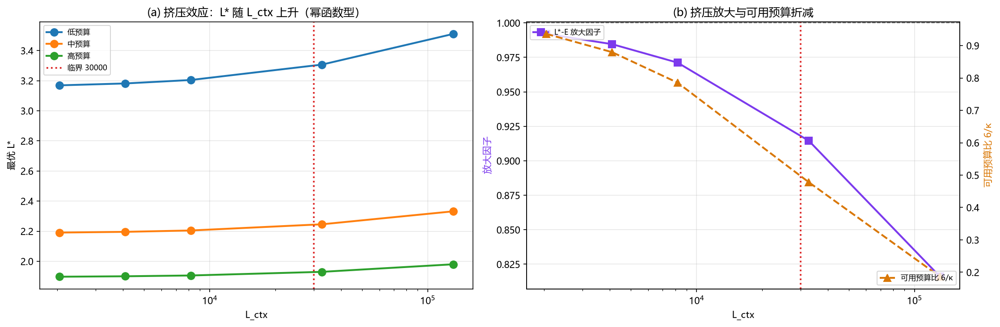 (a) 挤压效应：L* 随 L_ctx 上升（幂函数型）
低预算
中预算
高预算
临界 30000
3.4
3.2
3.0
2.8
2.6
2.4
2.2
2.0
最优 L*
10⁴
10⁵
L_ctx
(b) 挤压放大与可用预算折减
L*-E 放大因子
1.000
0.975
0.950
0.925
0.900
0.875
0.850
0.825
放大因子
0.9
0.8
0.7
0.6
0.5
0.4
0.3
0.2
可用预算比 6/κ
可用预算比 6/κ
10⁴
10⁵
L_ctx